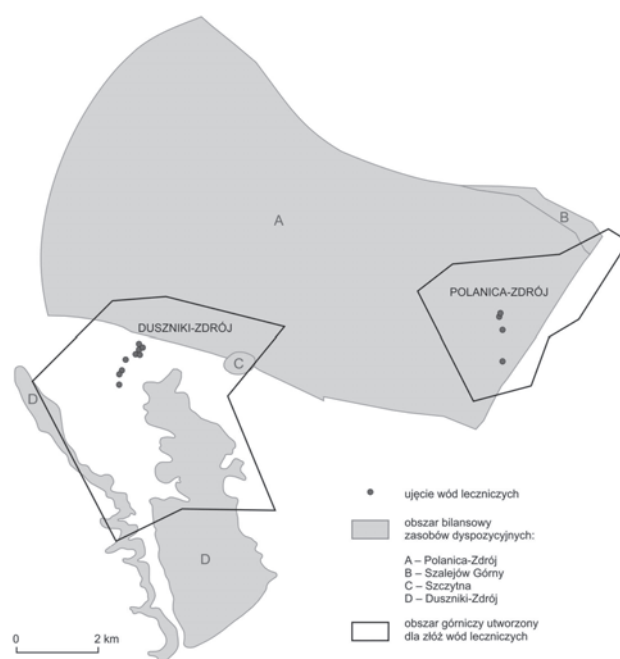 A
B
POLANICA-ZDRÓJ
DUSZNIKI-ZDRÓJ
C
D
D
ujęcie wód leczniczych
obszar bilansowy
zasobów dyspozycyjnych:
A – Polanica-Zdrój
B – Szalejów Górny
C – Szczytna
D – Duszniki-Zdrój
obszar górniczy utworzony
dla złóż wód leczniczych
0 2 km